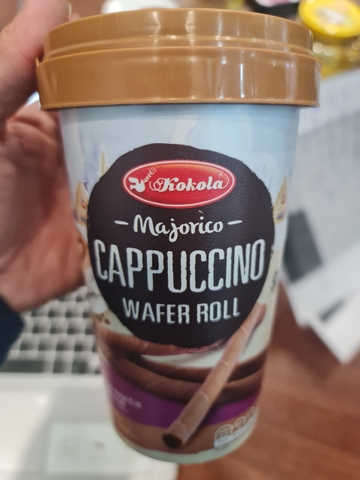 Kokola
Majorico
CAPPUCCINO
WAFER ROLL